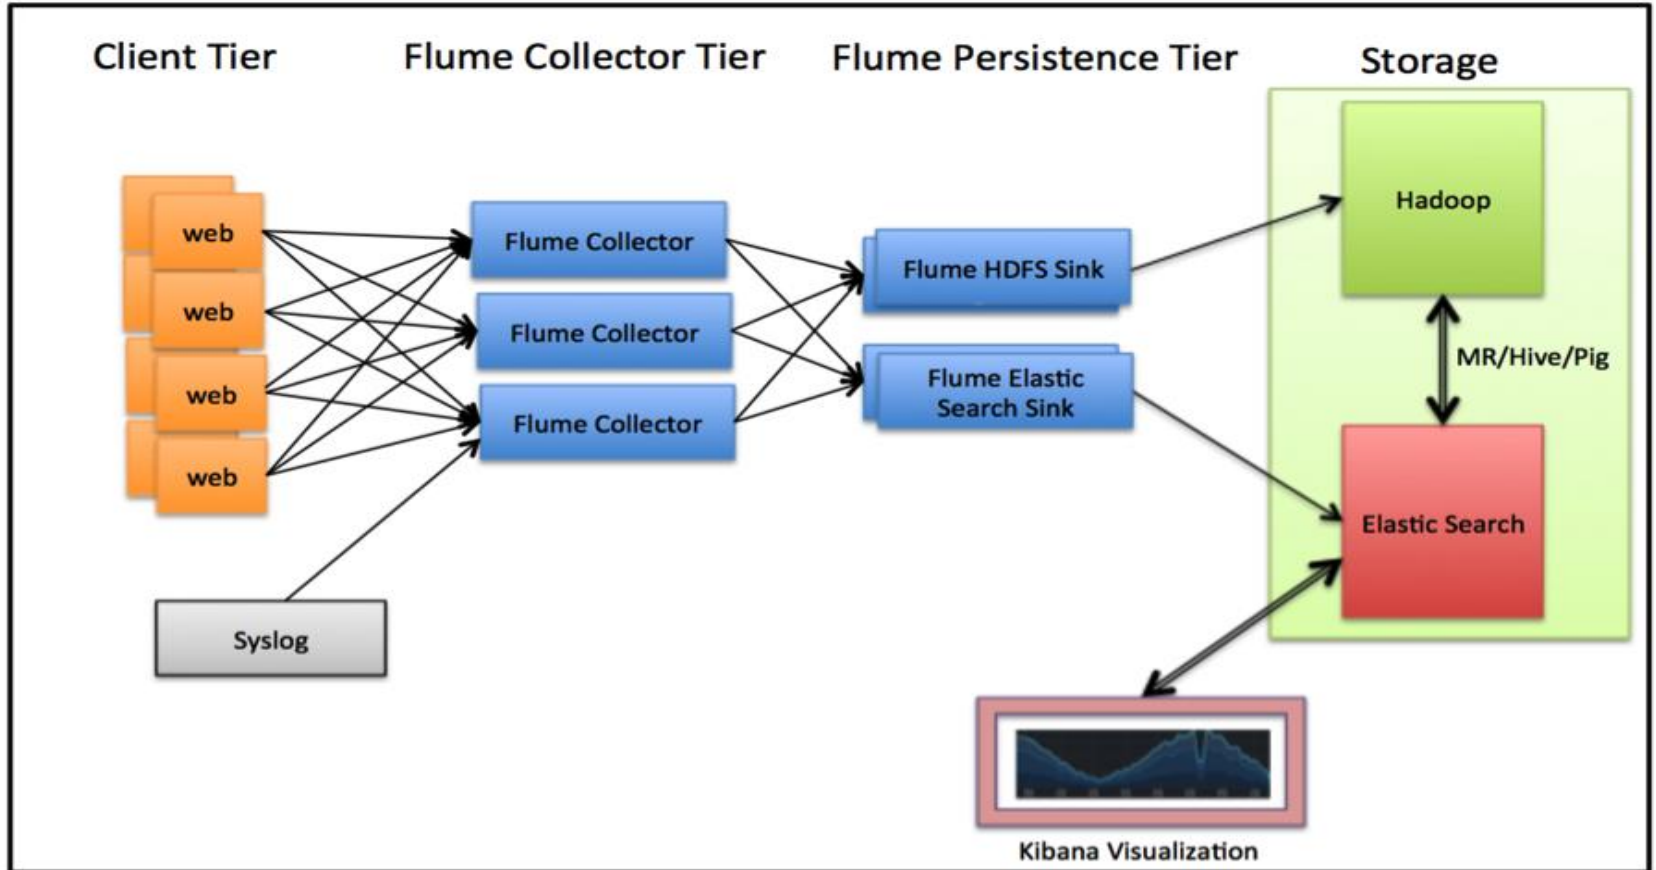 Client Tier
Flume Collector Tier
Flume Persistence Tier
Storage
web
web
web
web
Syslog
Flume Collector
Flume Collector
Flume Collector
Flume HDFS Sink
Flume Elastic
Search Sink
Hadoop
MR/Hive/Pig
Elastic Search
Kibana Visualization